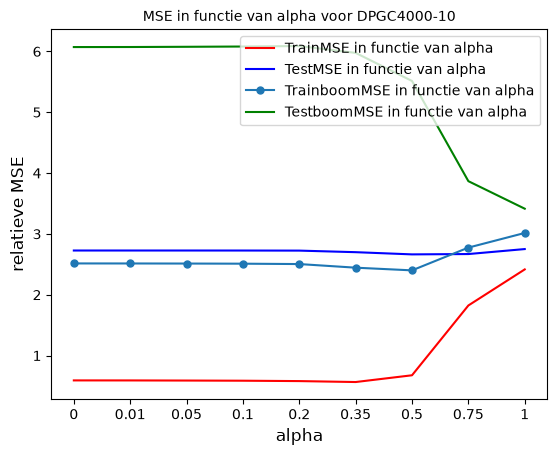 MSE in functie van alpha voor DPGC4000-10
TrainMSE in functie van alpha
TestMSE in functie van alpha
TrainboomMSE in functie van alpha
TestboomMSE in functie van alpha
relatieve MSE
6
5
4
3
2
1
0 0.01 0.05 0.1 0.2 0.35 0.5 0.75 1
alpha